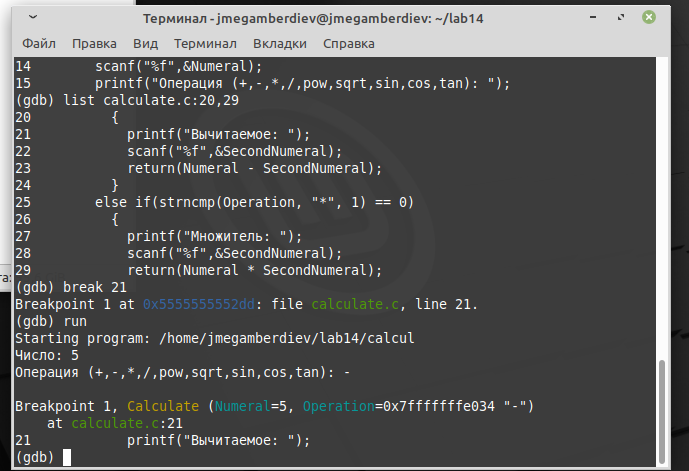 Терминал - jmegamberdiev@jmegamberdiev: ~/lab14
Файл Правка Вид Терминал Вкладки Справка
14        scanf("%f",&Numeral);
15        printf("Операция (+,-,*,/,pow,sqrt,sin,cos,tan): ");
(gdb) list calculate.c:20,29
20          {
21            printf("Вычитаемое: ");
22            scanf("%f",&SecondNumeral);
23            return(Numeral - SecondNumeral);
24          }
25        else if(strncmp(Operation, "*", 1) == 0)
26          {
27            printf("Множитель: ");
28            scanf("%f",&SecondNumeral);
29            return(Numeral * SecondNumeral);
(gdb) break 21
Breakpoint 1 at 0x5555555552dd: file calculate.c, line 21.
(gdb) run
Starting program: /home/jmegamberdiev/lab14/calcul
Число: 5
Операция (+,-,*,/,pow,sqrt,sin,cos,tan): -
Breakpoint 1, Calculate (Numeral=5, Operation=0x7fffffffe034 "-")
    at calculate.c:21
21            printf("Вычитаемое: ");
(gdb)